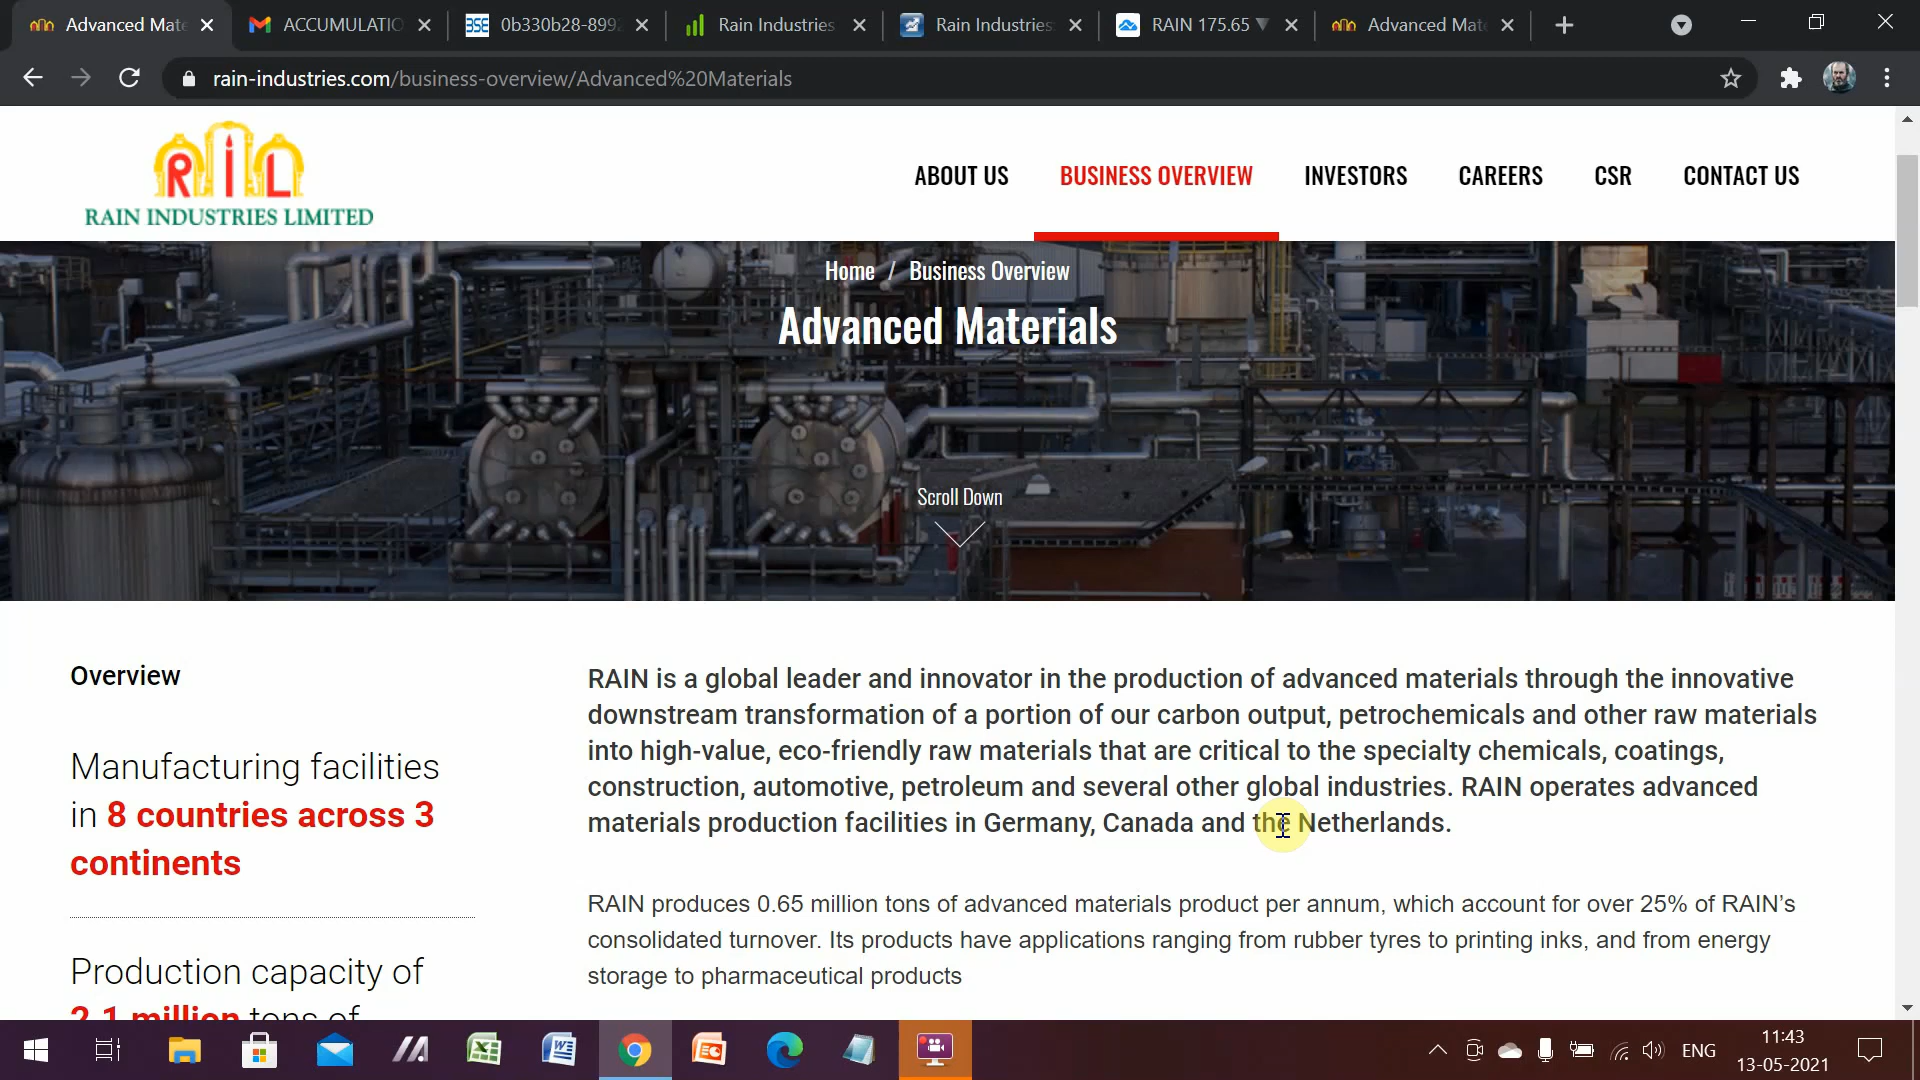 Advanced Mate
ACCUMULATIO
BSE 0b330b28-899
Rain Industries
Rain Industries
RAIN 175.65 ▼
Advanced Mat
rain-industries.com/business-overview/Advanced%20Materials
RIL
RAIN INDUSTRIES LIMITED
ABOUT US
BUSINESS OVERVIEW
INVESTORS
CAREERS
CSR
CONTACT US
Home / Business Overview
Advanced Materials
Scroll Down
Overview
Manufacturing facilities
in 8 countries across 3
continents
Production capacity of
2.1 million tons of
RAIN is a global leader and innovator in the production of advanced materials through the innovative
downstream transformation of a portion of our carbon output, petrochemicals and other raw materials
into high-value, eco-friendly raw materials that are critical to the specialty chemicals, coatings,
construction, automotive, petroleum and several other global industries. RAIN operates advanced
materials production facilities in Germany, Canada and the Netherlands.
RAIN produces 0.65 million tons of advanced materials product per annum, which account for over 25% of RAIN’s
consolidated turnover. Its products have applications ranging from rubber tyres to printing inks, and from energy
storage to pharmaceutical products
ENG
11:43
13-05-2021